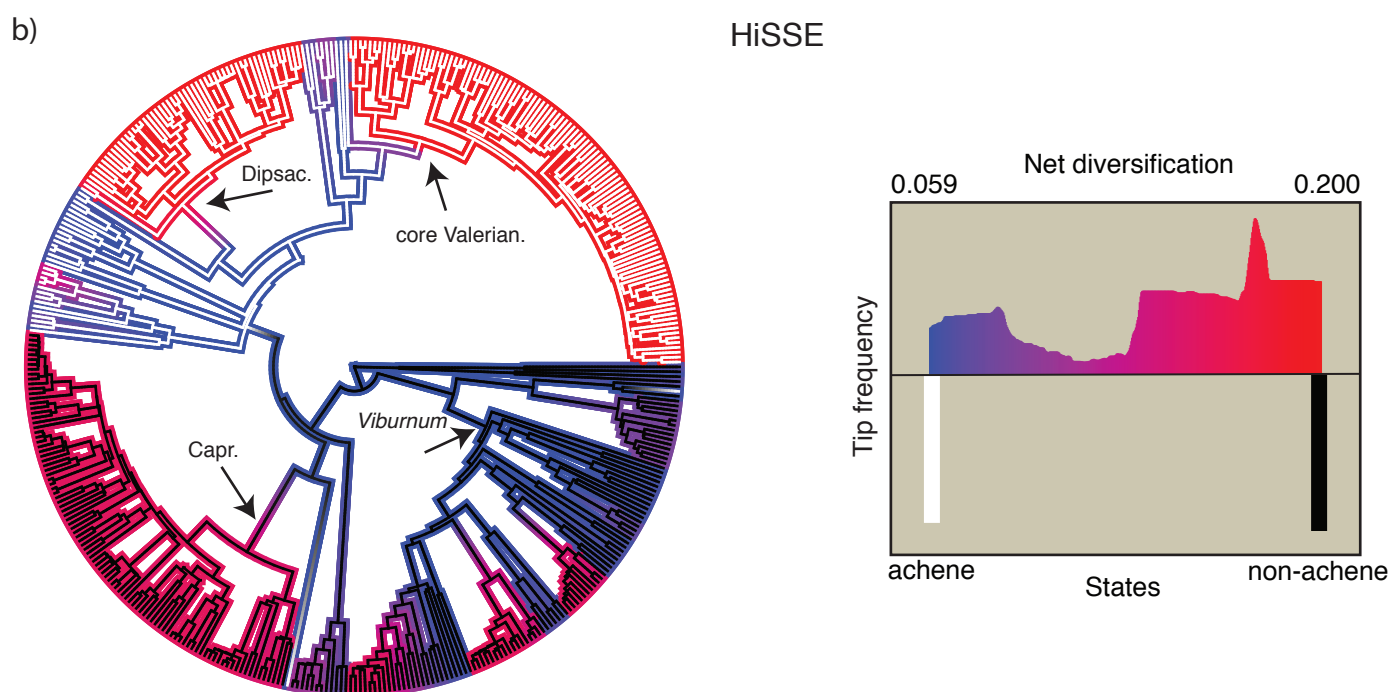 b)
HiSSE
Dipsac.
core Valerian.
Viburnum
Capr.
Net diversification
0.059 0.200
Tip frequency
achene non-achene
States